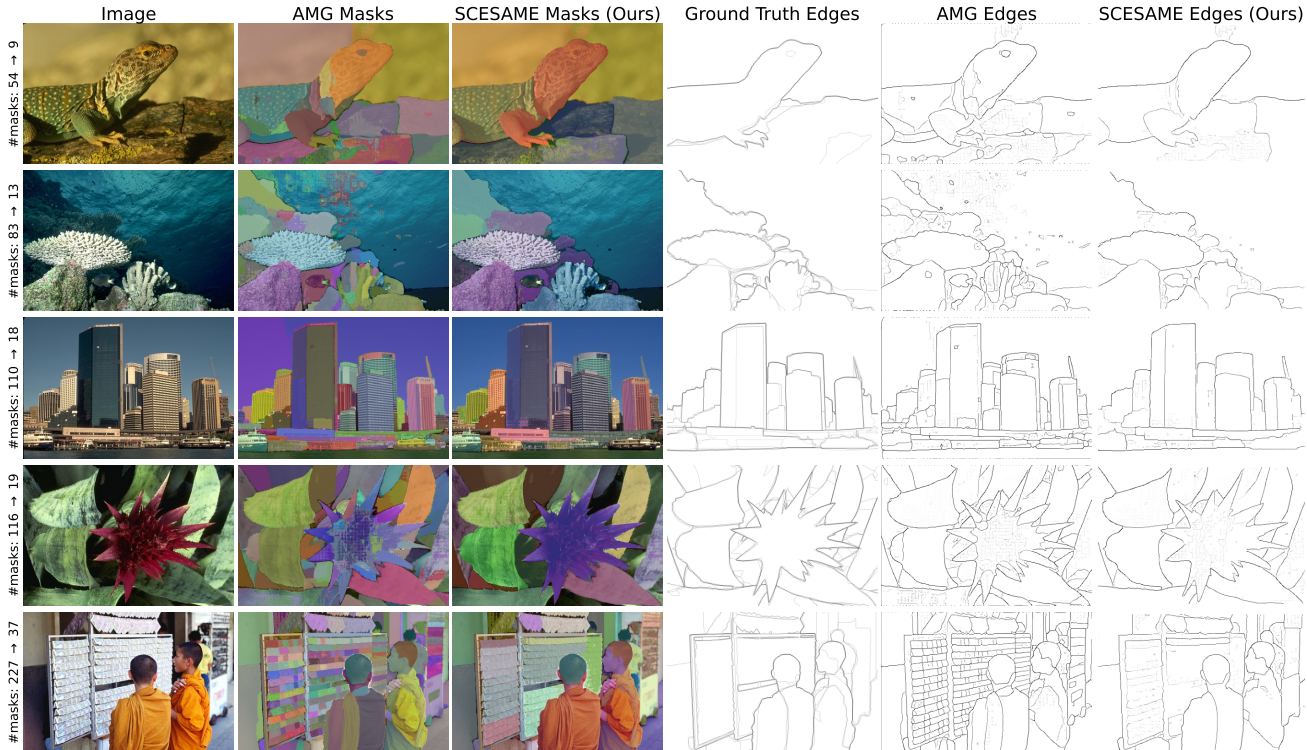 Image AMG Masks SCESAME Masks (Ours) Ground Truth Edges AMG Edges SCESAME Edges (Ours)
#masks: 54 → 9
#masks: 83 → 13
#masks: 110 → 18
#masks: 116 → 19
#masks: 227 → 37